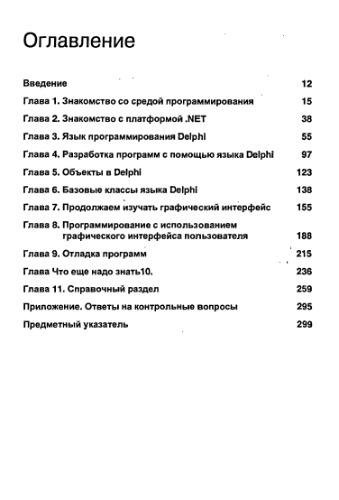 Оглавление
Введение 12
Глава 1. Знакомство со средой программирования 15
Глава 2. Знакомство с платформой .NET 38
Глава 3. Язык программирования Delphi 55
Глава 4. Разработка программ с помощью языка Delphi 97
Глава 5. Объекты в Delphi 123
Глава 6. Базовые классы языка Delphi 138
Глава 7. Продолжаем изучать графический интерфейс 155
Глава 8. Программирование с использованием
графического интерфейса пользователя 188
Глава 9. Отладка программ 215
Глава Что еще надо знать10. 236
Глава 11. Справочный раздел 259
Приложение. Ответы на контрольные вопросы 295
Предметный указатель 299